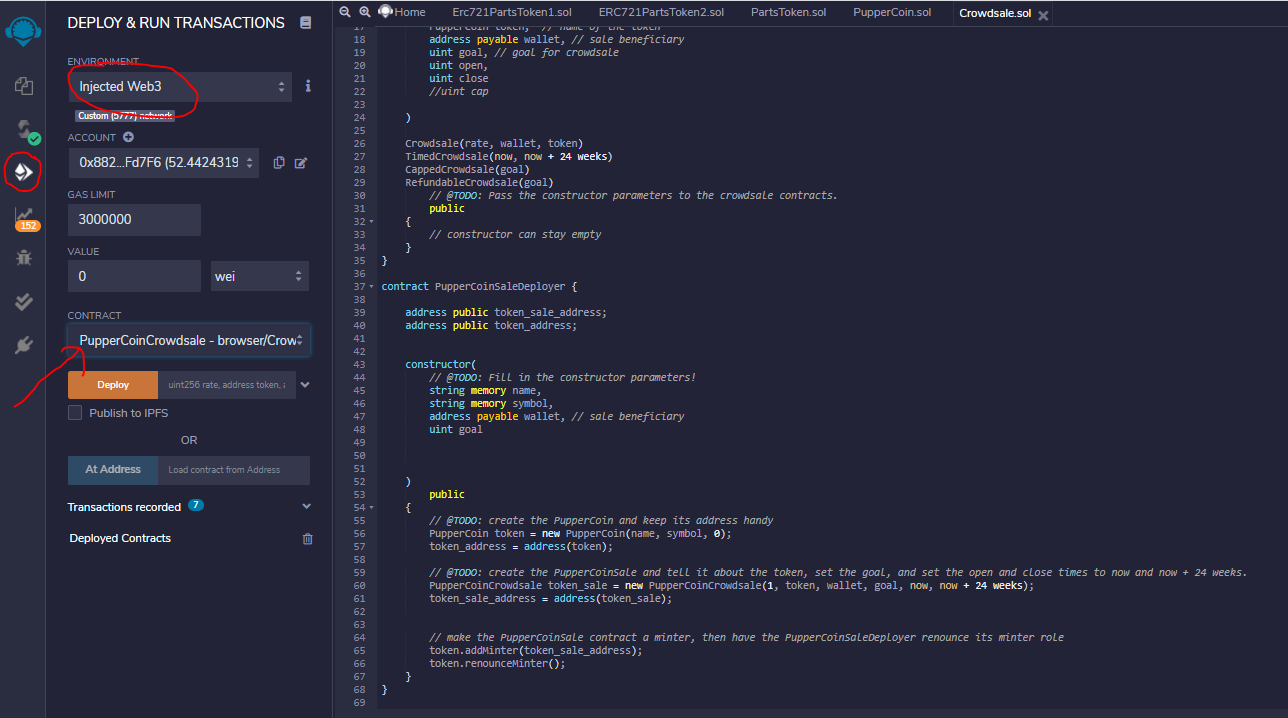 DEPLOY & RUN TRANSACTIONS
ENVIRONMENT
Injected Web3
Custom (5777) network
ACCOUNT
0x882...Fd7F6 (52.4424319
GAS LIMIT
3000000
VALUE
0
wei
CONTRACT
PupperCoinCrowdsale - browser/Crow
Deploy
uint256 rate, address token, a
Publish to IPFS
OR
At Address
Load contract from Address
Transactions recorded 7
Deployed Contracts
152
Home
Erc721PartsToken1.sol
ERC721PartsToken2.sol
PartsToken.sol
PupperCoin.sol
Crowdsale.sol
17 PupperCoin token, // name of the token
18 address payable wallet, // sale beneficiary
19 uint goal, // goal for crowdsale
20 uint open,
21 uint close
22 //uint cap
23
24 )
25
26 Crowdsale(rate, wallet, token)
27 TimedCrowdsale(now, now + 24 weeks)
28 CappedCrowdsale(goal)
29 RefundableCrowdsale(goal)
30 // @TODO: Pass the constructor parameters to the crowdsale contracts.
31 public
32 {
33 // constructor can stay empty
34 }
35 }
36
37 contract PupperCoinSaleDeployer {
38
39 address public token_sale_address;
40 address public token_address;
41
42
43 constructor(
44 // @TODO: Fill in the constructor parameters!
45 string memory name,
46 string memory symbol,
47 address payable wallet, // sale beneficiary
48 uint goal
49
50
51
52 )
53 public
54 {
55 // @TODO: create the PupperCoin and keep its address handy
56 PupperCoin token = new PupperCoin(name, symbol, 0);
57 token_address = address(token);
58
59 // @TODO: create the PupperCoinSale and tell it about the token, set the goal, and set the open and close times to now and now + 24 weeks.
60 PupperCoinCrowdsale token_sale = new PupperCoinCrowdsale(1, token, wallet, goal, now, now + 24 weeks);
61 token_sale_address = address(token_sale);
62
63
64 // make the PupperCoinSale contract a minter, then have the PupperCoinSaleDeployer renounce its minter role
65 token.addMinter(token_sale_address);
66 token.renounceMinter();
67 }
68 }
69